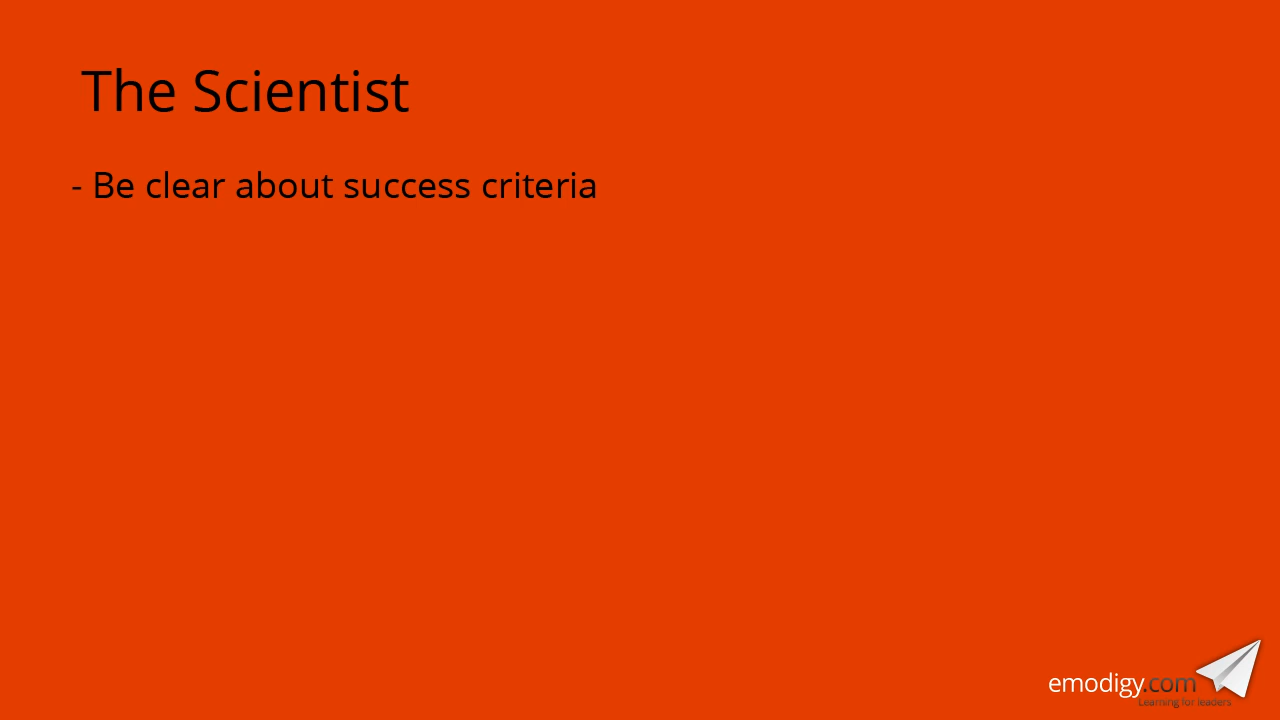 The Scientist
- Be clear about success criteria
emodigy.com
Learning for leaders